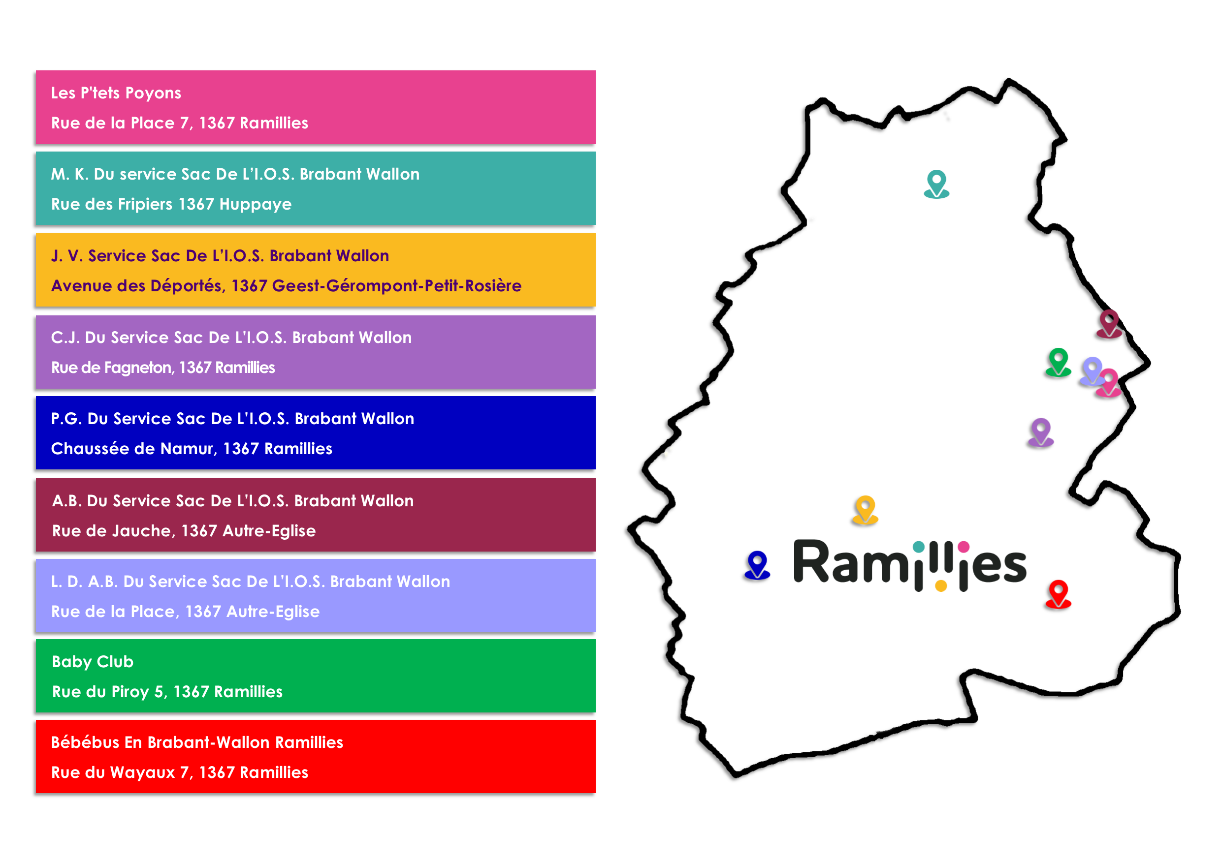 Les P'tets Poyons
Rue de la Place 7, 1367 Ramillies
M. K. Du service Sac De L'I.O.S. Brabant Wallon
Rue des Fripiers 1367 Huppaye
J. V. Service Sac De L'I.O.S. Brabant Wallon
Avenue des Déportés, 1367 Geest-Gérompont-Petit-Rosière
C.J. Du Service Sac De L'I.O.S. Brabant Wallon
Rue de Fagneton, 1367 Ramillies
P.G. Du Service Sac De L'I.O.S. Brabant Wallon
Chaussée de Namur, 1367 Ramillies
A.B. Du Service Sac De L'I.O.S. Brabant Wallon
Rue de Jauche, 1367 Autre-Eglise
L. D. A.B. Du Service Sac De L'I.O.S. Brabant Wallon
Rue de la Place, 1367 Autre-Eglise
Baby Club
Rue du Piroy 5, 1367 Ramillies
Bébébus En Brabant-Wallon Ramillies
Rue du Wayaux 7, 1367 Ramillies
Ramillies